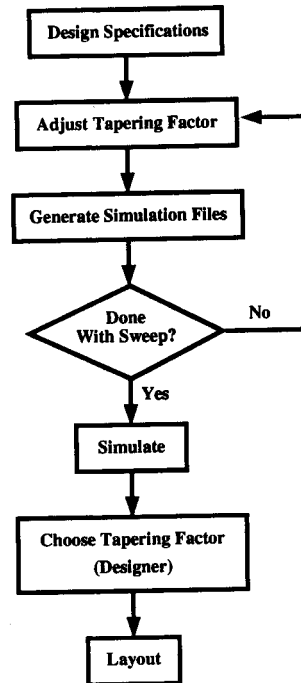 Design Specifications
Adjust Tapering Factor
Generate Simulation Files
Done
With Sweep?
No
Yes
Simulate
Choose Tapering Factor
(Designer)
Layout